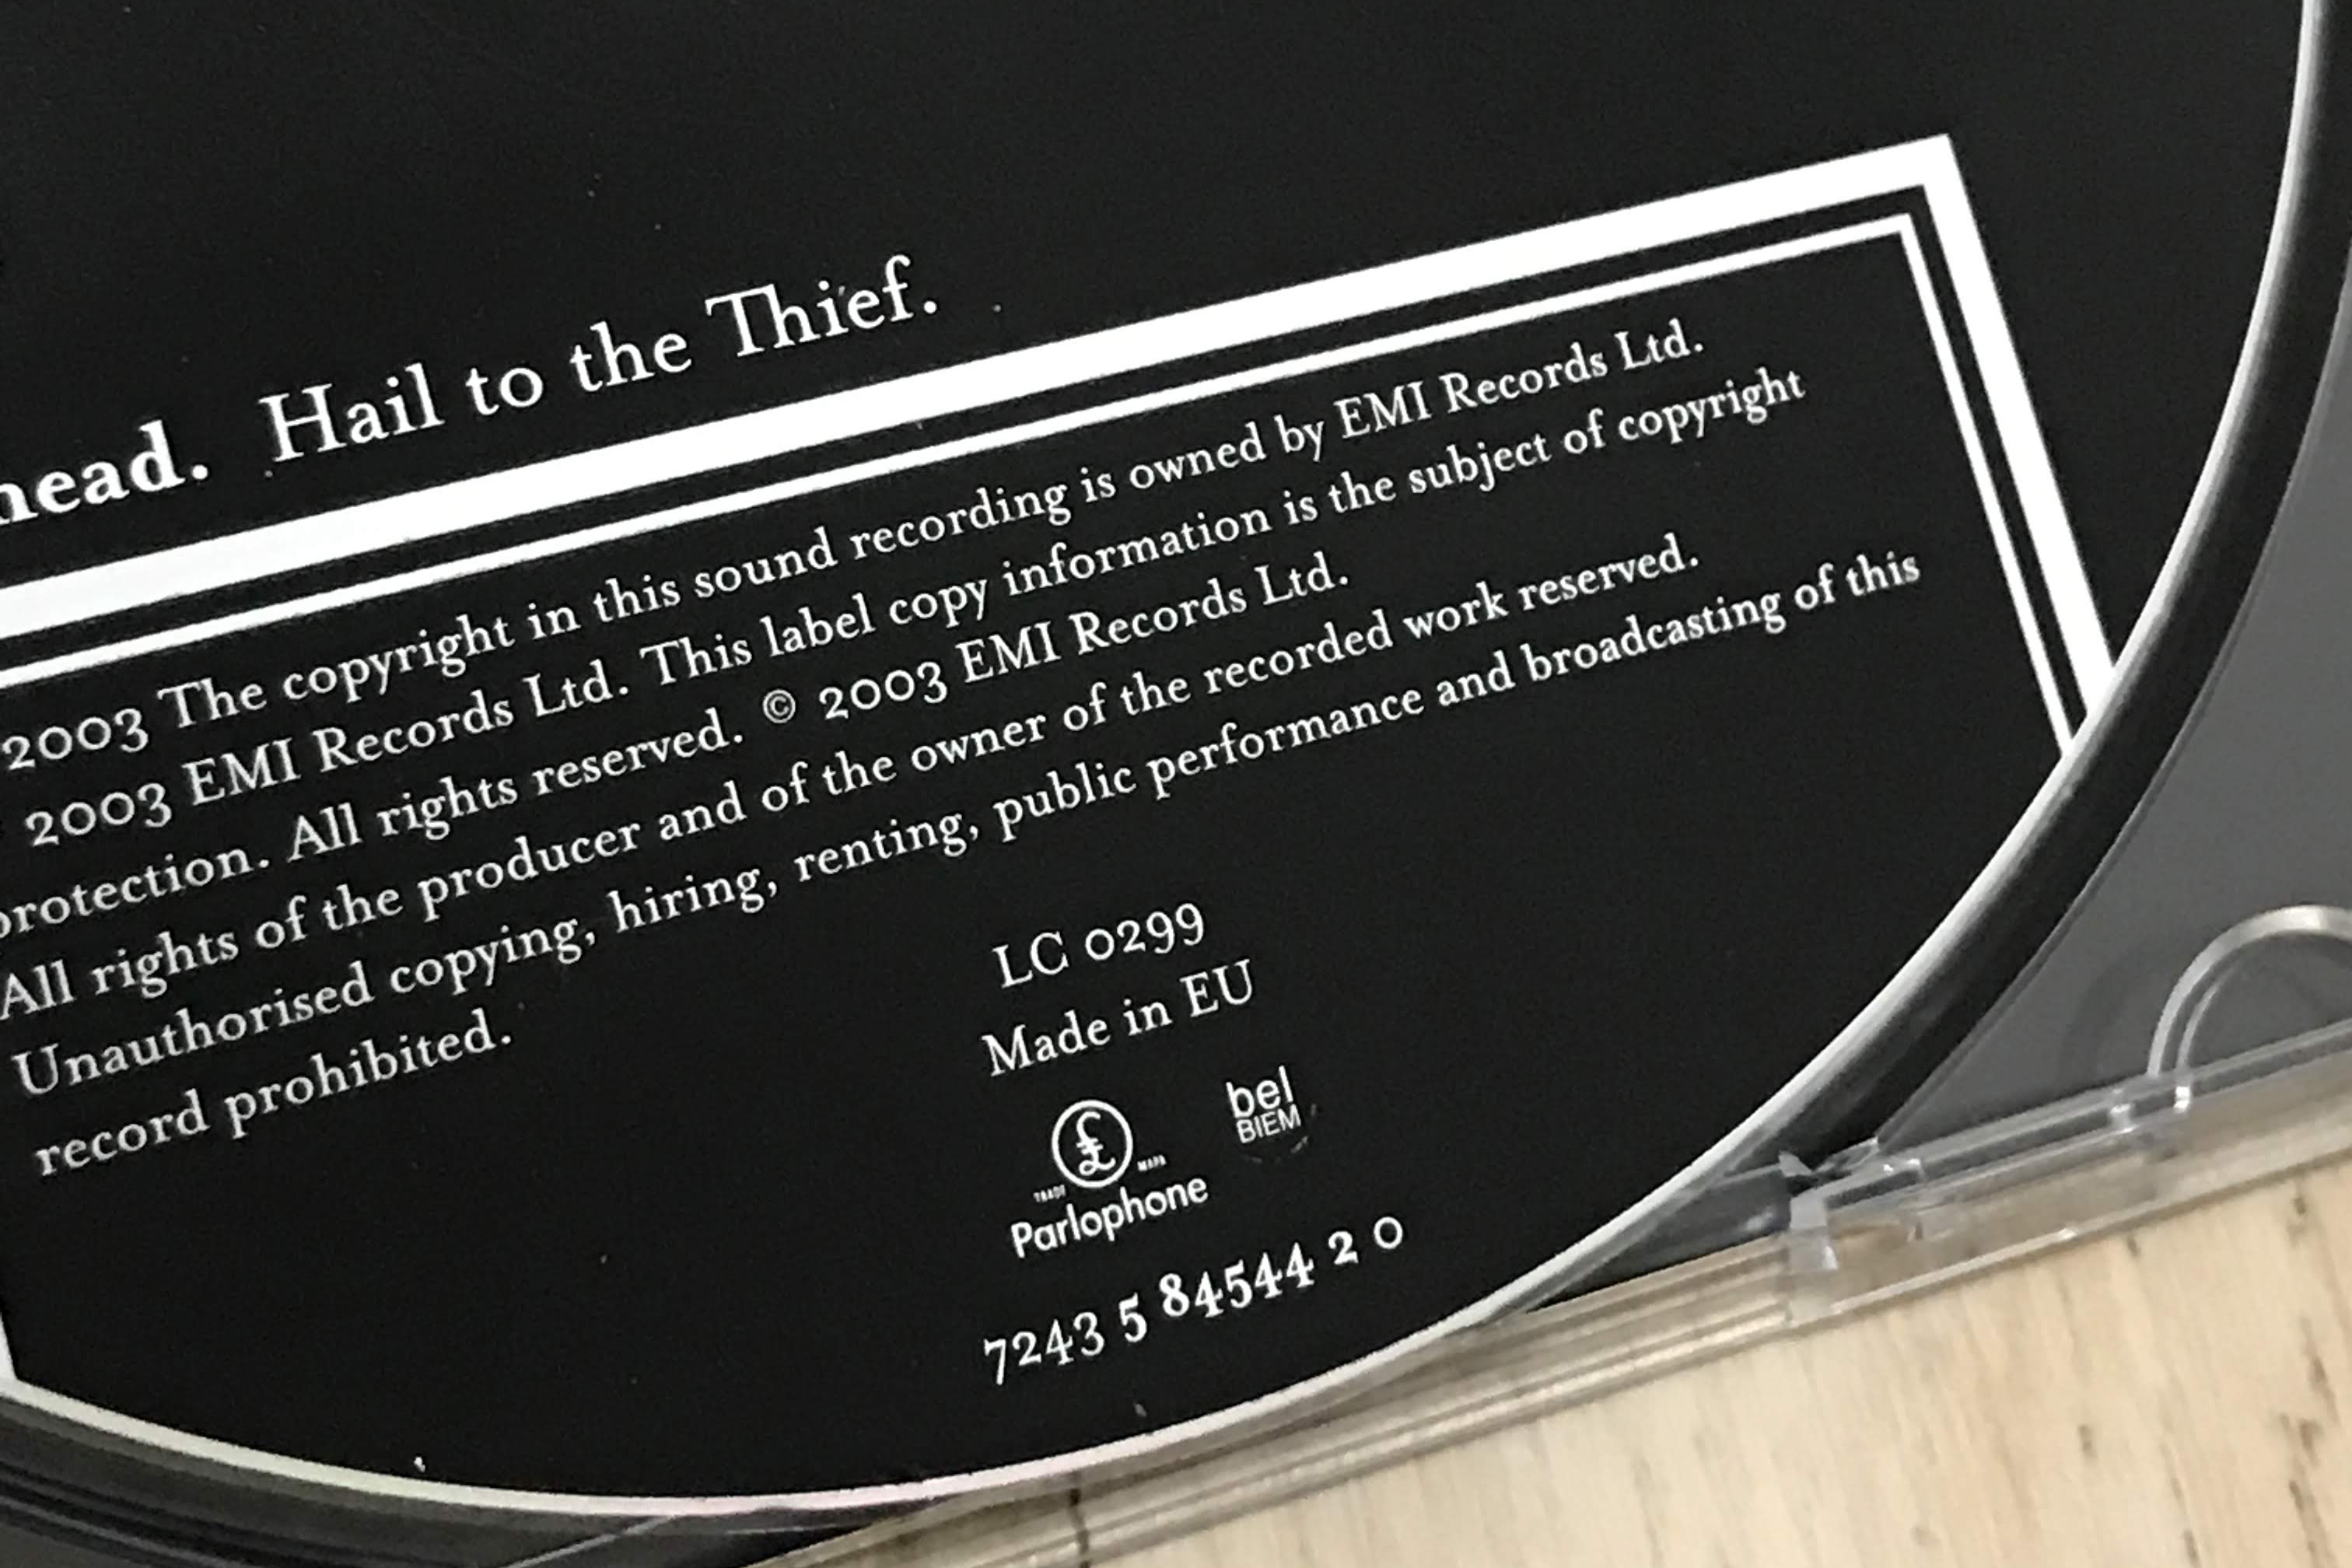 head. Hail to the Thief.
2003 The copyright in this sound recording is owned by EMI Records Ltd.
2003 EMI Records Ltd. This label copy information is the subject of copyright
protection. All rights reserved. © 2003 EMI Records Ltd.
All rights of the producer and of the owner of the recorded work reserved.
Unauthorised copying, hiring, renting, public performance and broadcasting of this
record prohibited.
LC 0299
Made in EU
£
TRADE MARK
bel
BIEM
Parlophone
7243 5 84544 2 0